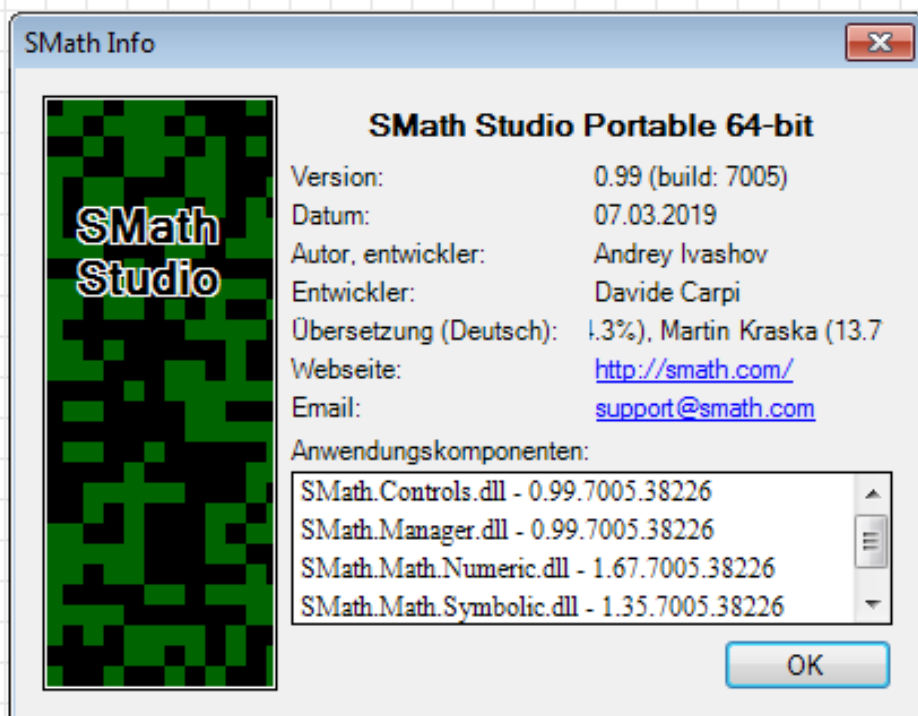 SMath Info
SMath
Studio
SMath Studio Portable 64-bit
Version: 0.99 (build: 7005)
Datum: 07.03.2019
Autor, entwickler: Andrey Ivashov
Entwickler: Davide Carpi
Übersetzung (Deutsch): .3%), Martin Kraska (13.7
Webseite: http://smath.com/
Email: support@smath.com
Anwendungskomponenten:
SMath.Controls.dll - 0.99.7005.38226
SMath.Manager.dll - 0.99.7005.38226
SMath.Math.Numeric.dll - 1.67.7005.38226
SMath.Math.Symbolic.dll - 1.35.7005.38226
OK